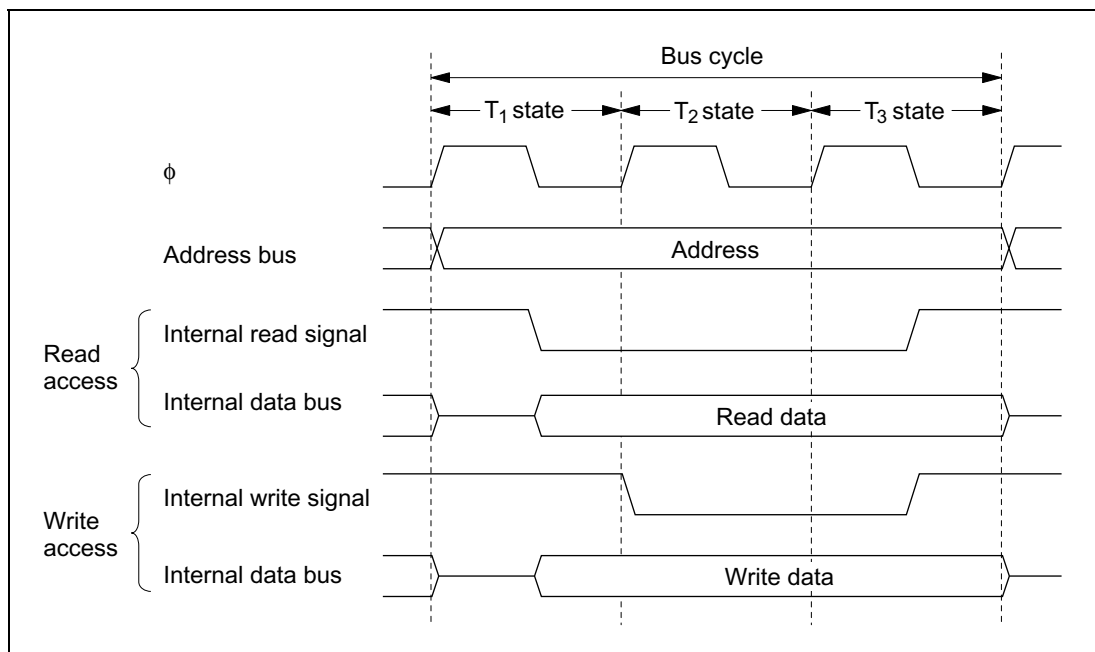 Bus cycle
T1 state T2 state T3 state
ϕ
Address bus
Address
Internal read signal
Read
access
Internal data bus
Read data
Internal write signal
Write
access
Internal data bus
Write data